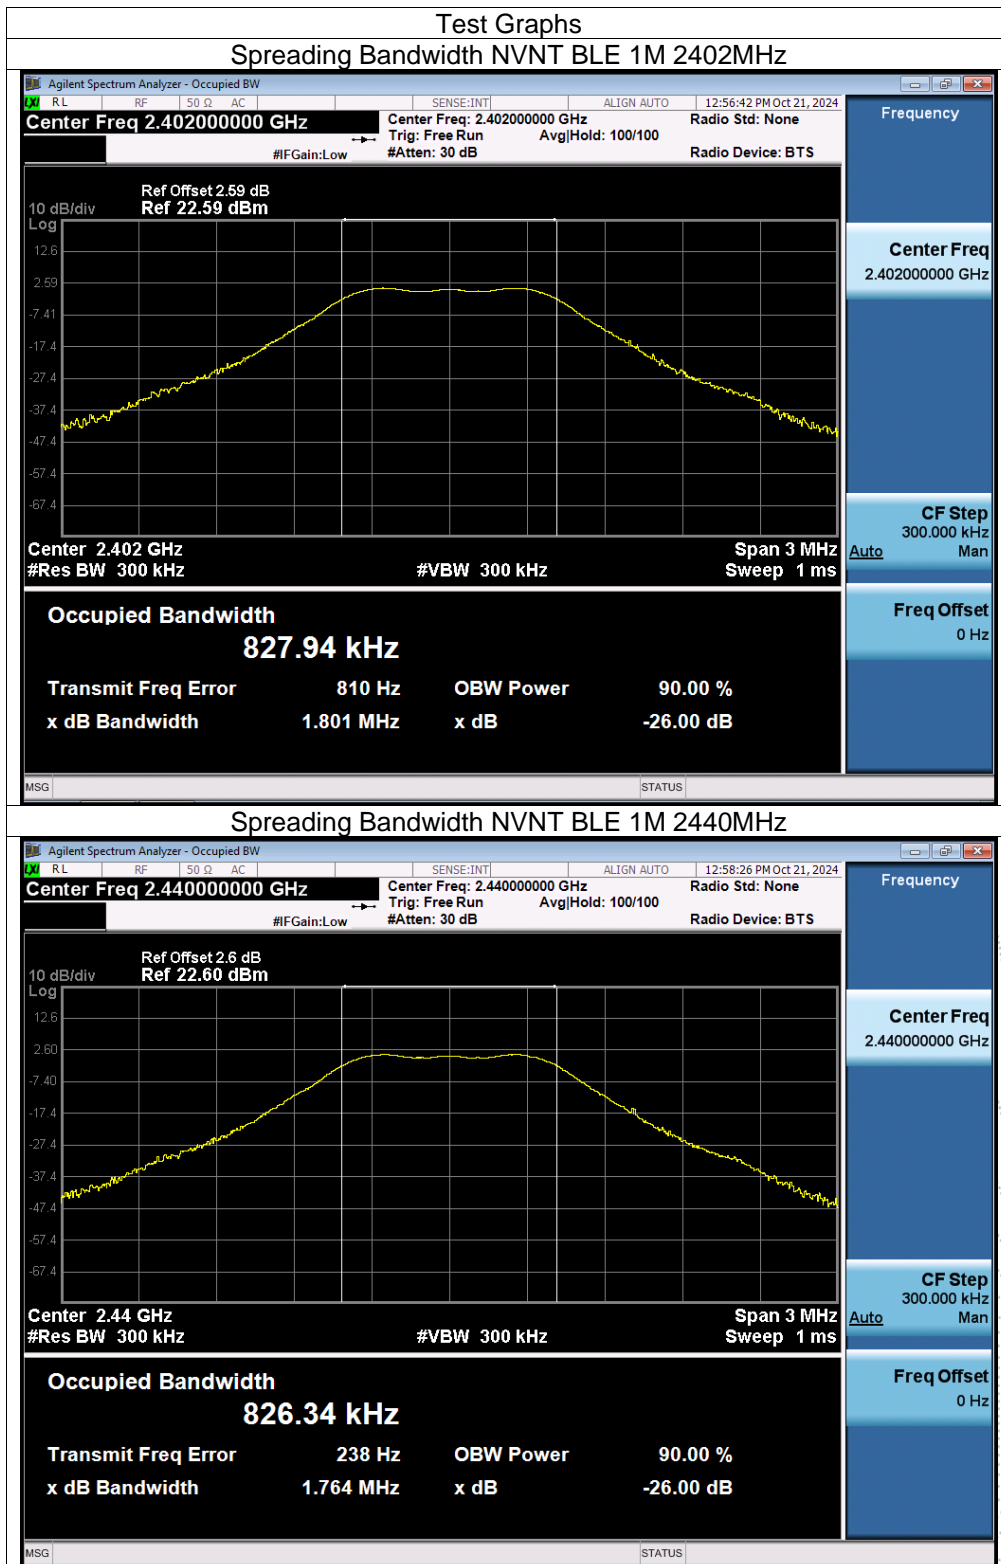 Test Graphs
Spreading Bandwidth NVNT BLE 1M 2402MHz
Agilent Spectrum Analyzer - Occupied BW
LXI RL RF 50 Ω AC SENSE:INT ALIGN AUTO 12:56:42 PM Oct 21, 2024
Center Freq 2.402000000 GHz Center Freq: 2.402000000 GHz Radio Std: None Frequency
Trig: Free Run Avg|Hold: 100/100
#IFGain:Low #Atten: 30 dB Radio Device: BTS
Ref Offset 2.59 dB
10 dB/div Ref 22.59 dBm
Log
12.6
Center Freq
2.402000000 GHz
2.59
-7.41
-17.4
-27.4
-37.4
-47.4
-57.4
-67.4
CF Step
300.000 kHz
Auto Man
Center 2.402 GHz Span 3 MHz
#Res BW 300 kHz #VBW 300 kHz Sweep 1 ms
Freq Offset
0 Hz
Occupied Bandwidth
827.94 kHz
Transmit Freq Error 810 Hz OBW Power 90.00 %
x dB Bandwidth 1.801 MHz x dB -26.00 dB
MSG STATUS
Spreading Bandwidth NVNT BLE 1M 2440MHz
Agilent Spectrum Analyzer - Occupied BW
LXI RL RF 50 Ω AC SENSE:INT ALIGN AUTO 12:58:26 PM Oct 21, 2024
Center Freq 2.440000000 GHz Center Freq: 2.440000000 GHz Radio Std: None Frequency
Trig: Free Run Avg|Hold: 100/100
#IFGain:Low #Atten: 30 dB Radio Device: BTS
Ref Offset 2.6 dB
10 dB/div Ref 22.60 dBm
Log
12.6
Center Freq
2.440000000 GHz
2.60
-7.40
-17.4
-27.4
-37.4
-47.4
-57.4
-67.4
CF Step
300.000 kHz
Auto Man
Center 2.44 GHz Span 3 MHz
#Res BW 300 kHz #VBW 300 kHz Sweep 1 ms
Freq Offset
0 Hz
Occupied Bandwidth
826.34 kHz
Transmit Freq Error 238 Hz OBW Power 90.00 %
x dB Bandwidth 1.764 MHz x dB -26.00 dB
MSG STATUS